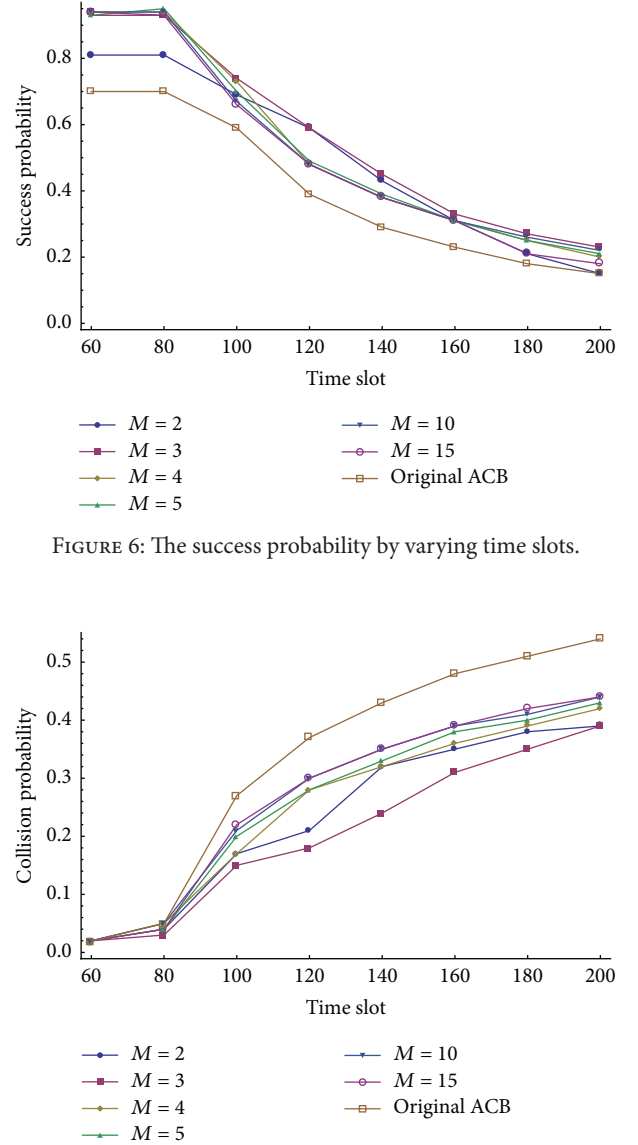 Success probability
0.8
0.6
0.4
0.2
0.0
60 80 100 120 140 160 180 200
Time slot
M = 2 M = 10
M = 3 M = 15
M = 4 Original ACB
M = 5
FIGURE 6: The success probability by varying time slots.
Collision probability
0.5
0.4
0.3
0.2
0.1
0.0
60 80 100 120 140 160 180 200
Time slot
M = 2 M = 10
M = 3 M = 15
M = 4 Original ACB
M = 5